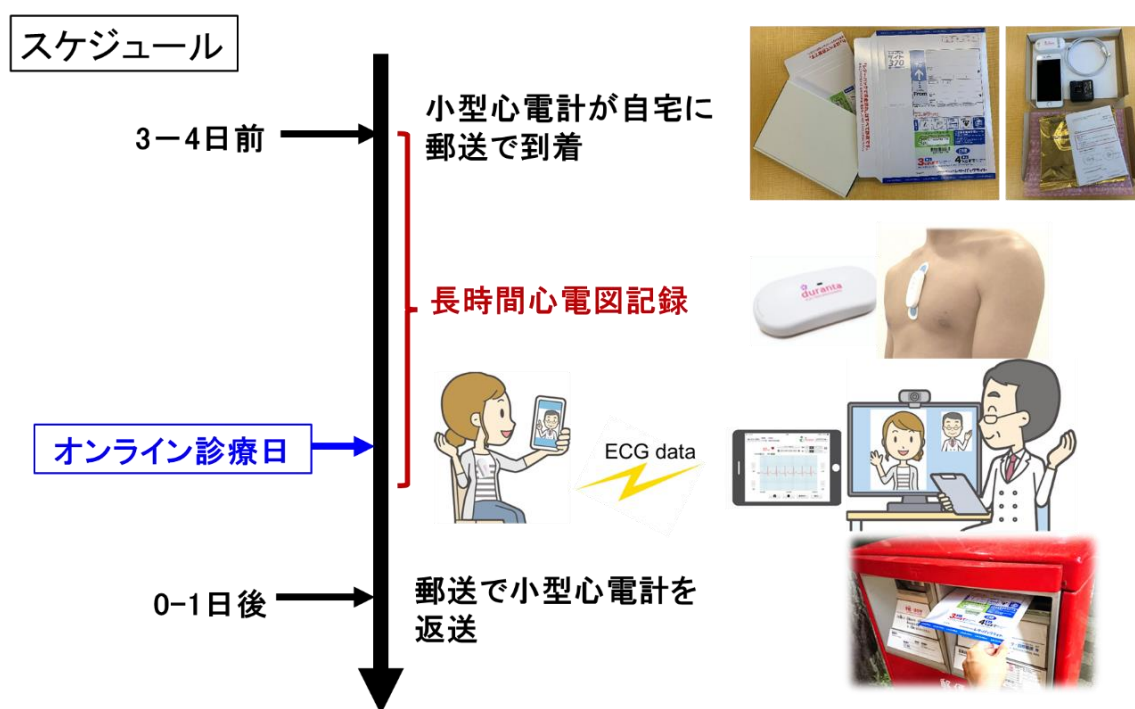 スケジュール
3－4日前
小型心電計が自宅に
郵送で到着
duranta
長時間心電図記録
オンライン診療日
ECG data
0-1日後
郵送で小型心電計を
返送